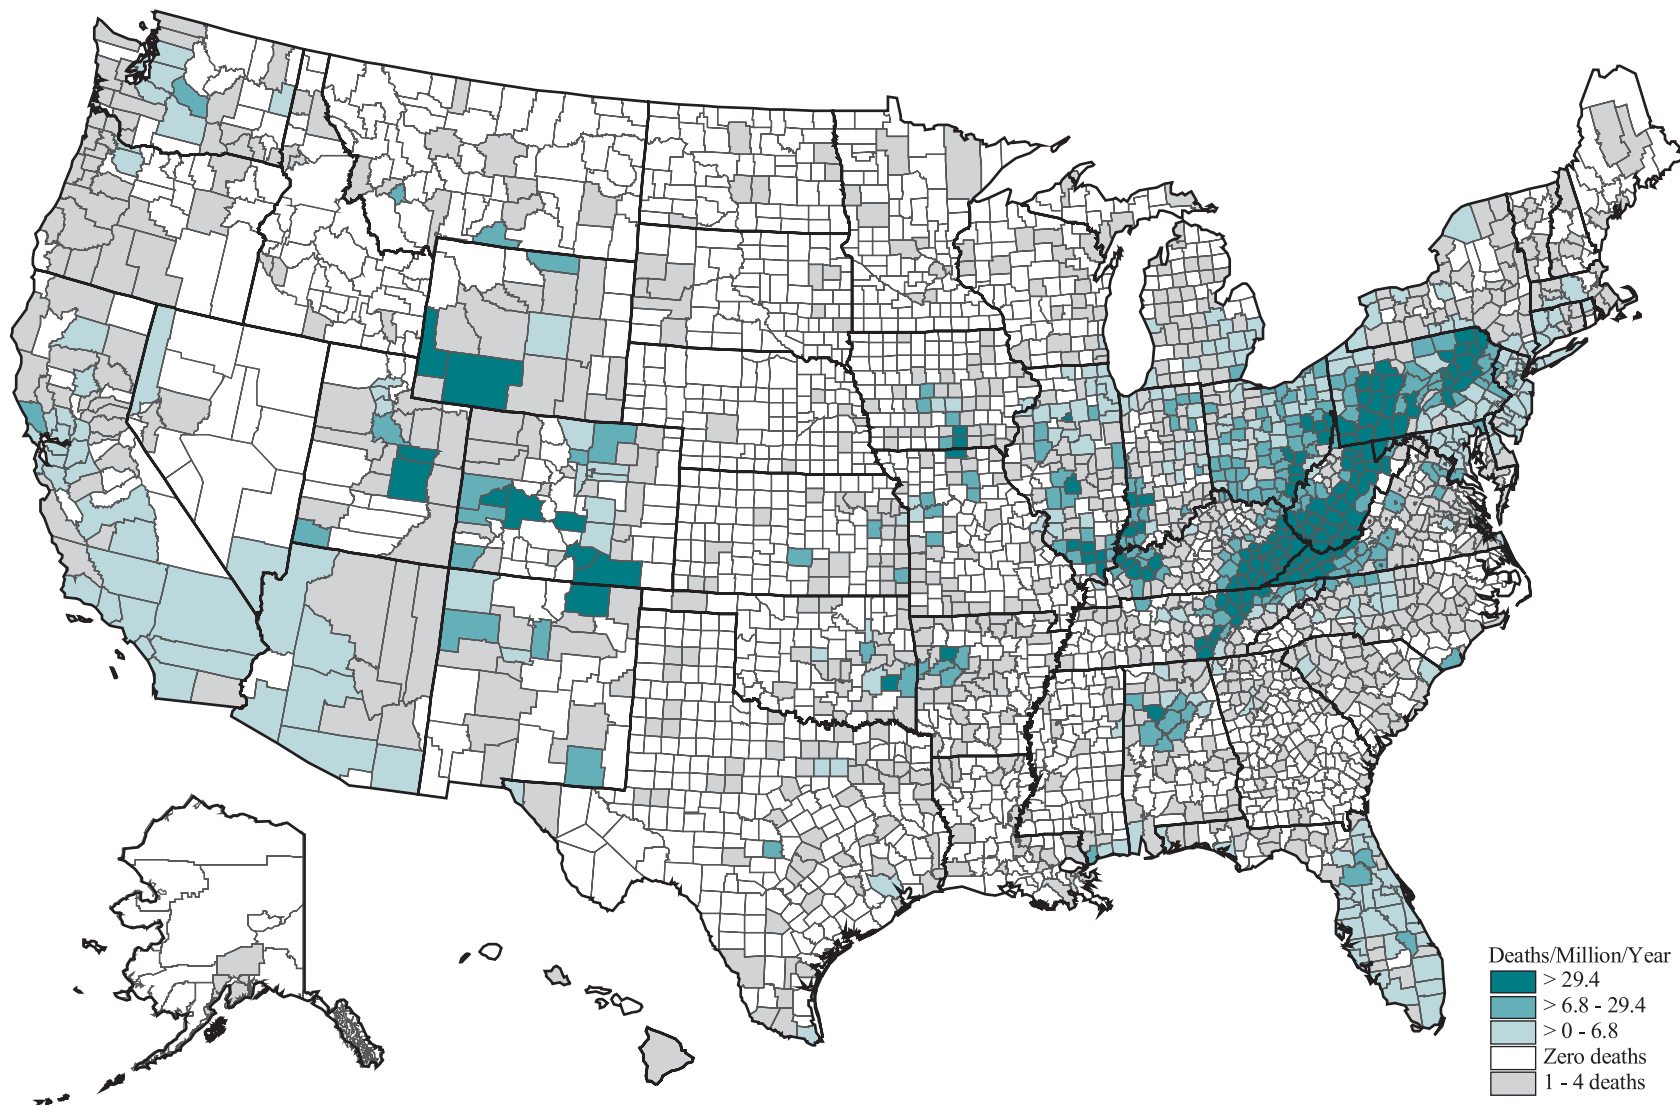 Deaths/Million/Year
> 29.4
> 6.8 - 29.4
> 0 - 6.8
Zero deaths
1 - 4 deaths